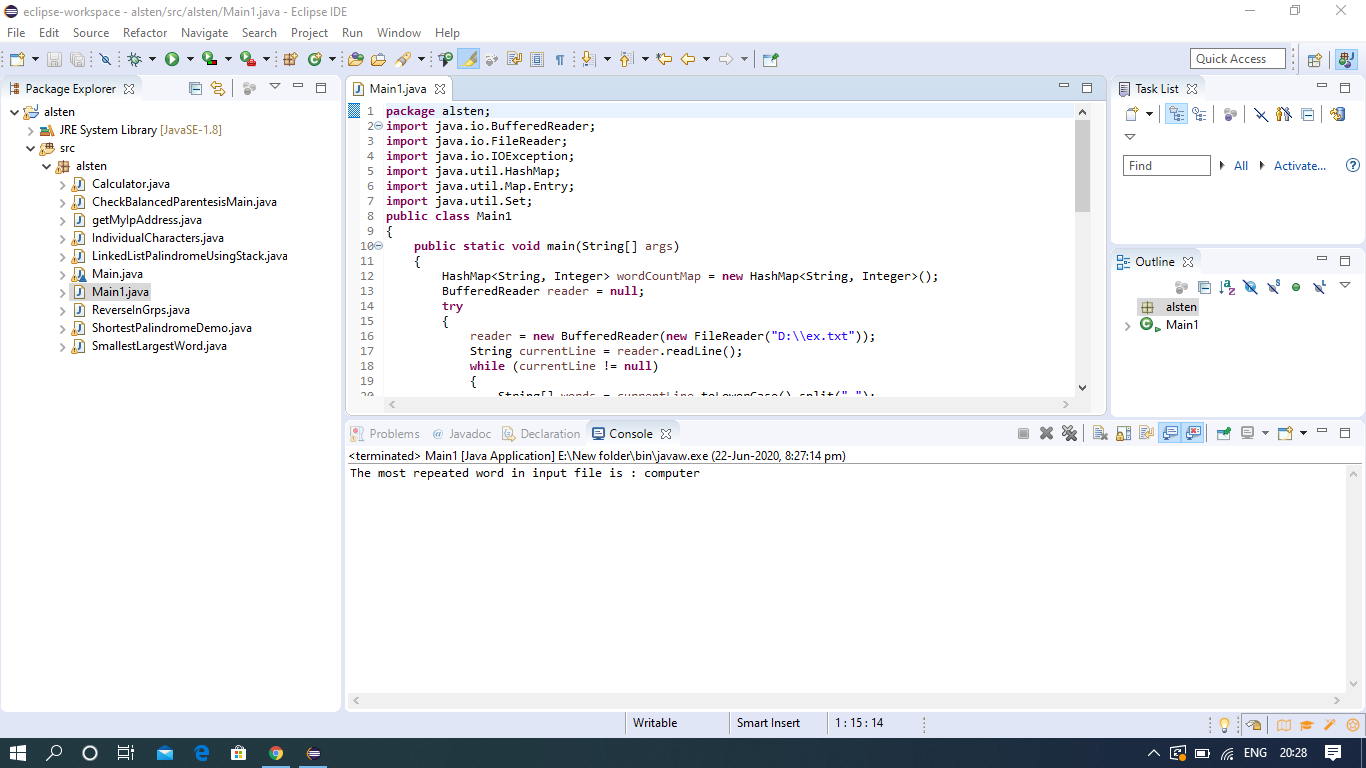 eclipse-workspace - alsten/src/alsten/Main1.java - Eclipse IDE
File Edit Source Refactor Navigate Search Project Run Window Help
Quick Access
Package Explorer
alsten
JRE System Library [JavaSE-1.8]
src
alsten
Calculator.java
CheckBalancedParentesisMain.java
getMyIpAddress.java
IndividualCharacters.java
LinkedListPalindromeUsingStack.java
Main.java
Main1.java
ReverseInGrps.java
ShortestPalindromeDemo.java
SmallestLargestWord.java
Main1.java
1 package alsten;
2 import java.io.BufferedReader;
3 import java.io.FileReader;
4 import java.io.IOException;
5 import java.util.HashMap;
6 import java.util.Map.Entry;
7 import java.util.Set;
8 public class Main1
9 {
10 public static void main(String[] args)
11 {
12 HashMap<String, Integer> wordCountMap = new HashMap<String, Integer>();
13 BufferedReader reader = null;
14 try
15 {
16 reader = new BufferedReader(new FileReader("D:\\ex.txt"));
17 String currentLine = reader.readLine();
18 while (currentLine != null)
19 {
20 String[] words = currentLine.toLowerCase().split(" ");
Task List
Find All Activate...
Outline
alsten
Main1
Problems @ Javadoc Declaration Console
<terminated> Main1 [Java Application] E:\New folder\bin\javaw.exe (22-Jun-2020, 8:27:14 pm)
The most repeated word in input file is : computer
Writable Smart Insert 1 : 15 : 14
ENG 20:28